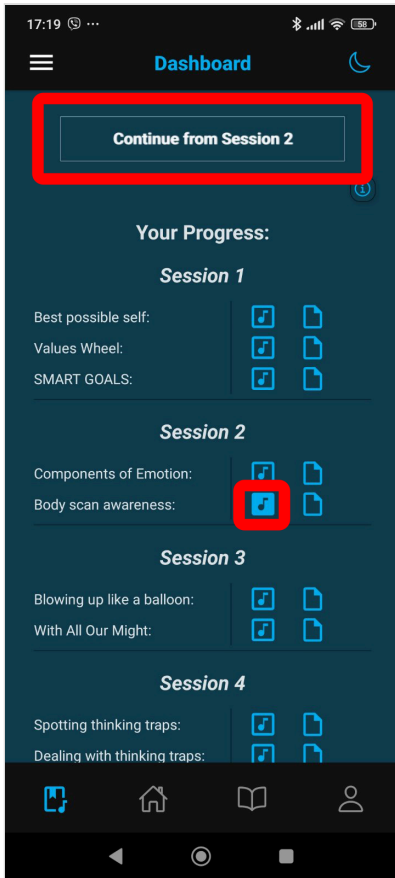 17:19
58
Dashboard
Continue from Session 2
Your Progress:
Session 1
Best possible self:
Values Wheel:
SMART GOALS:
Session 2
Components of Emotion:
Body scan awareness:
Session 3
Blowing up like a balloon:
With All Our Might:
Session 4
Spotting thinking traps:
Dealing with thinking traps: